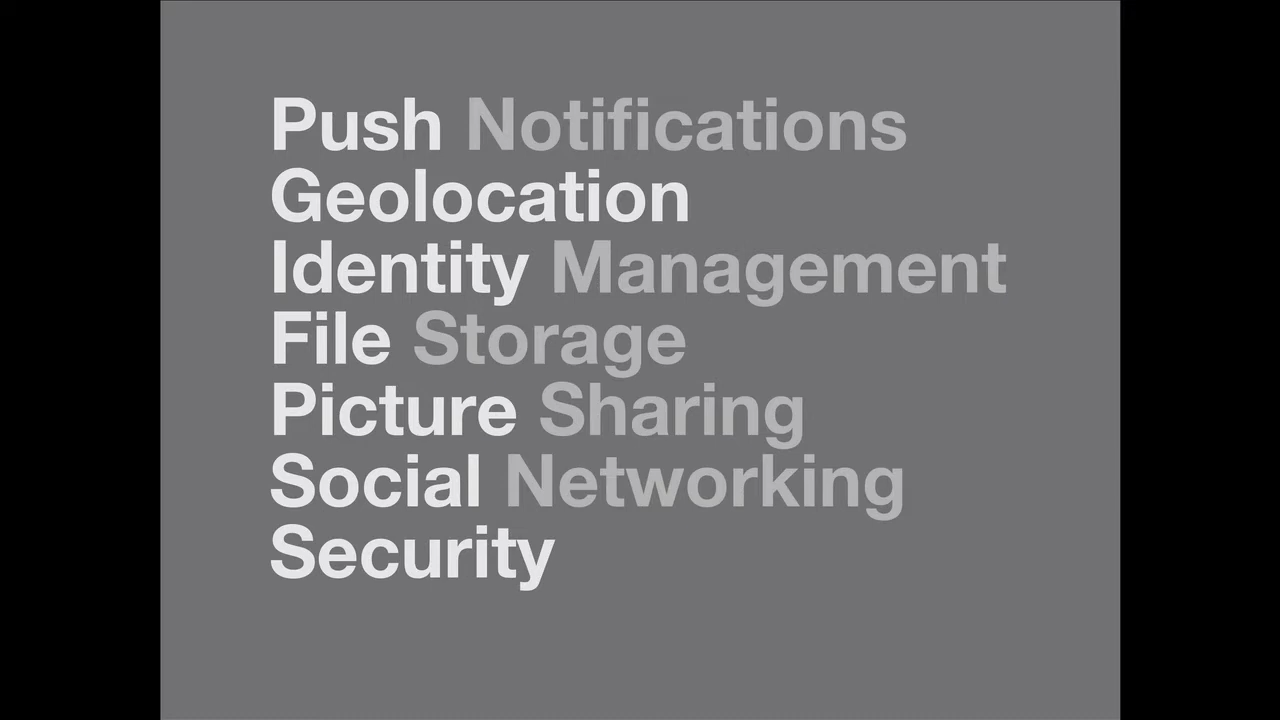 Push Notifications
Geolocation
Identity Management
File Storage
Picture Sharing
Social Networking
Security